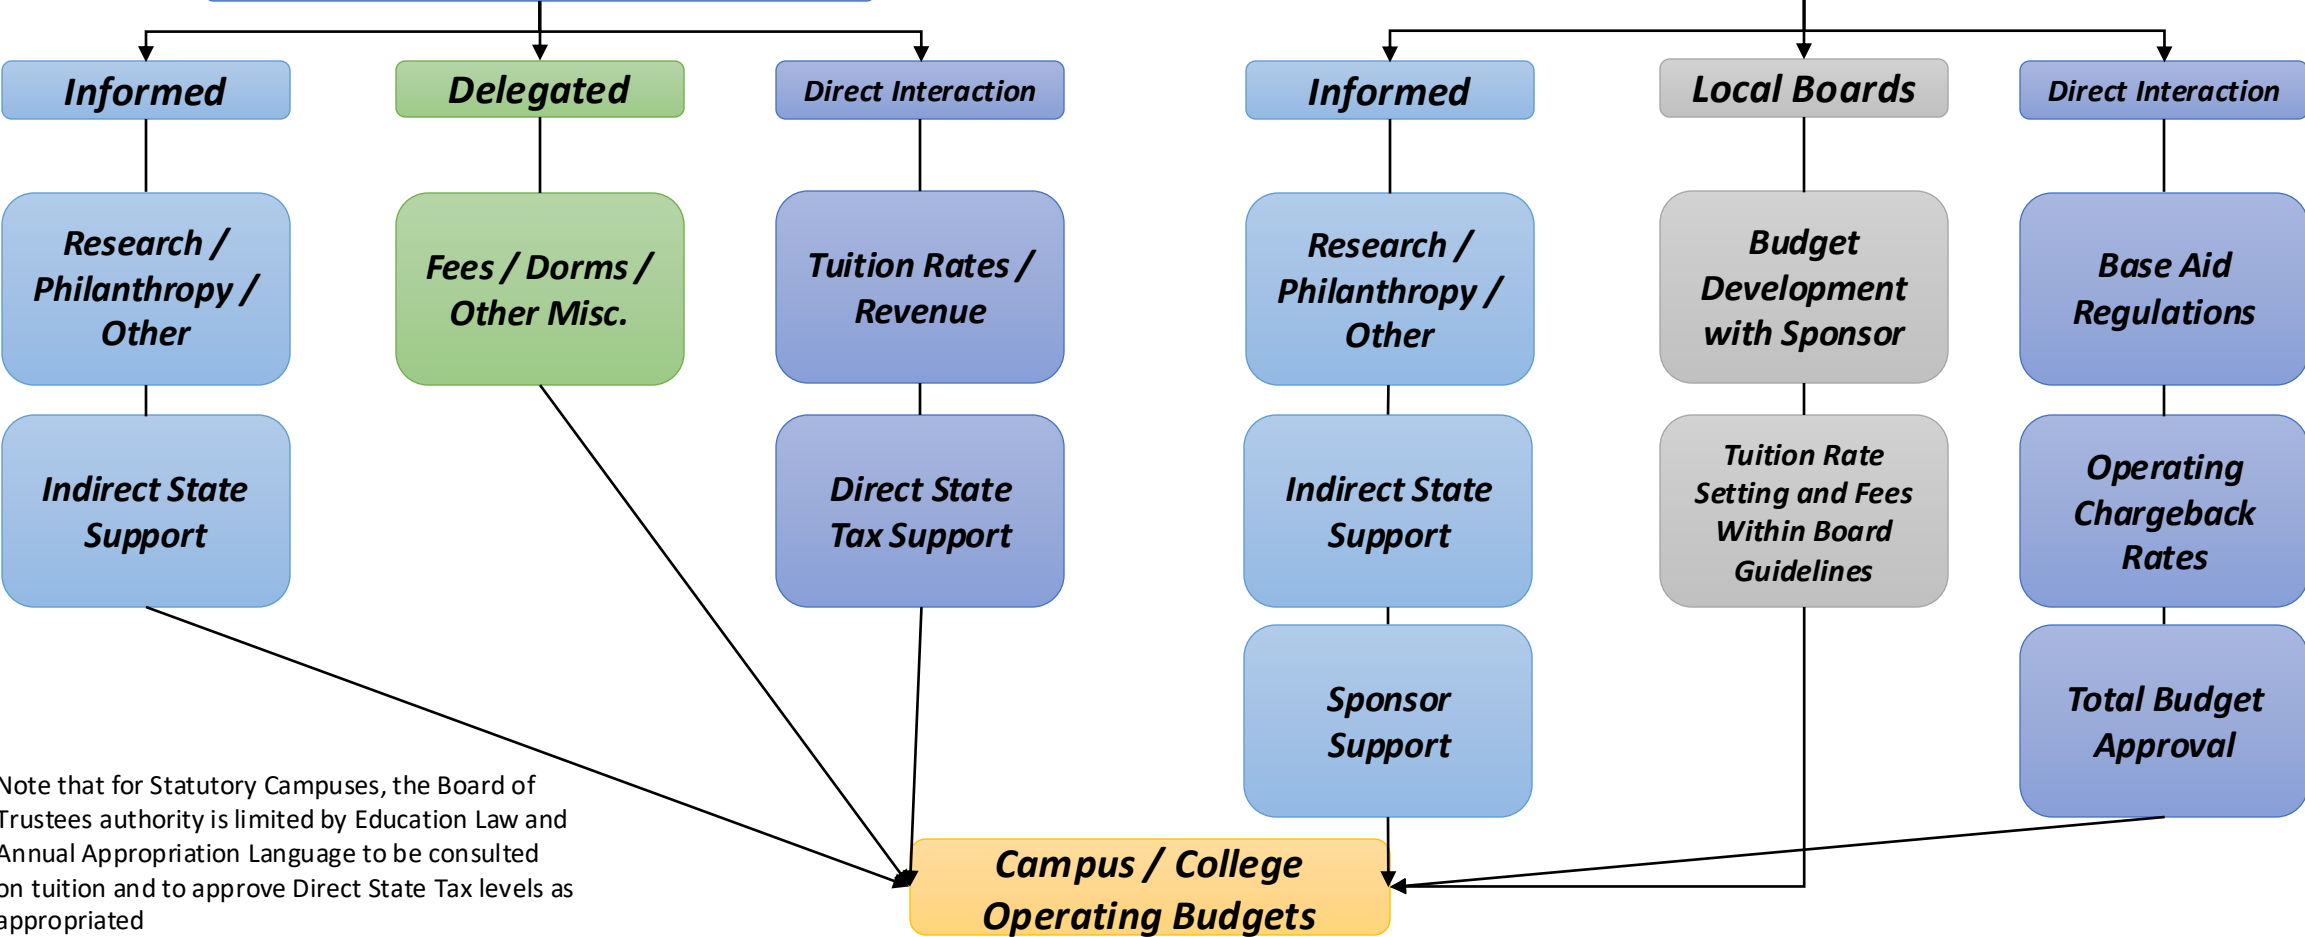 Informed
Delegated
Direct Interaction
Informed
Local Boards
Direct Interaction
Research /
Philanthropy /
Other
Fees / Dorms /
Other Misc.
Tuition Rates /
Revenue
Research /
Philanthropy /
Other
Budget
Development
with Sponsor
Base Aid
Regulations
Indirect State
Support
Direct State
Tax Support
Indirect State
Support
Tuition Rate
Setting and Fees
Within Board
Guidelines
Operating
Chargeback
Rates
Sponsor
Support
Total Budget
Approval
Note that for Statutory Campuses, the Board of
Trustees authority is limited by Education Law and
Annual Appropriation Language to be consulted
on tuition and to approve Direct State Tax levels as
appropriated
Campus / College
Operating Budgets